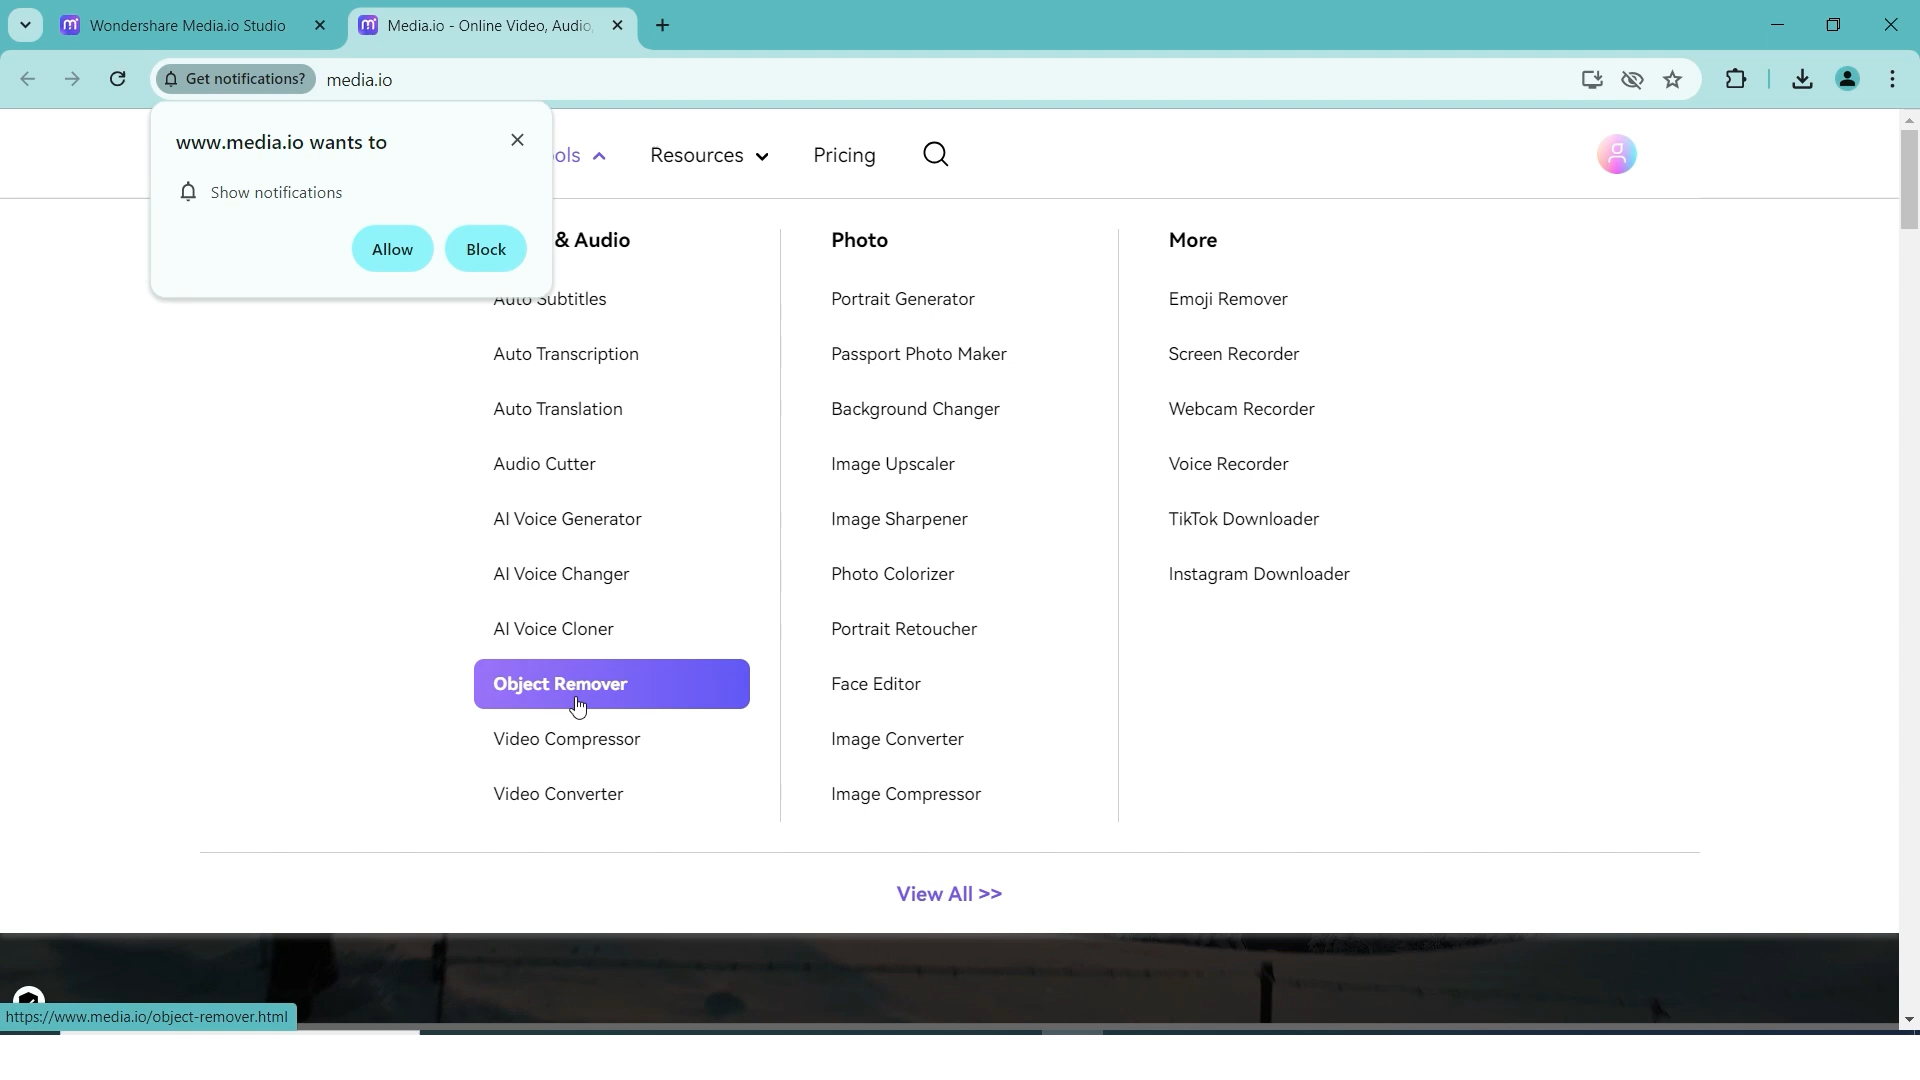 Wondershare Media.io Studio
Media.io - Online Video, Audio,
Get notifications?
media.io
www.media.io wants to
Show notifications
Allow
Block
ols
Resources
Pricing
& Audio
Auto Subtitles
Auto Transcription
Auto Translation
Audio Cutter
AI Voice Generator
AI Voice Changer
AI Voice Cloner
Object Remover
Video Compressor
Video Converter
Photo
Portrait Generator
Passport Photo Maker
Background Changer
Image Upscaler
Image Sharpener
Photo Colorizer
Portrait Retoucher
Face Editor
Image Converter
Image Compressor
More
Emoji Remover
Screen Recorder
Webcam Recorder
Voice Recorder
TikTok Downloader
Instagram Downloader
View All >>
https://www.media.io/object-remover.html